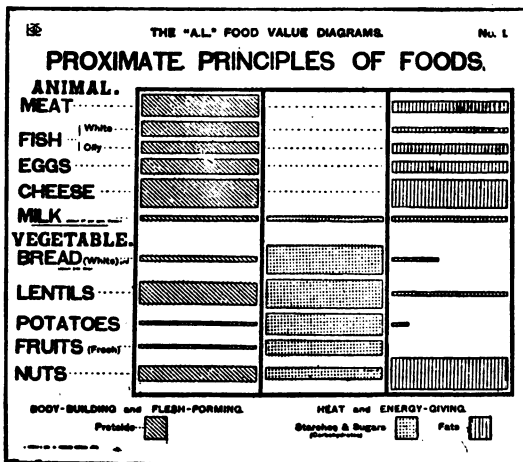 THE "A.L." FOOD VALUE DIAGRAMS. No. 1.
PROXIMATE PRINCIPLES OF FOODS.
ANIMAL.
MEAT
FISH White
Oily
EGGS
CHEESE
MILK
VEGETABLE.
BREAD (White)
LENTILS
POTATOES
FRUITS (Fresh)
NUTS
BODY-BUILDING and FLESH-FORMING. HEAT and ENERGY-GIVING.
Proteids Starches & Sugars Fats
(Carbohydrates)